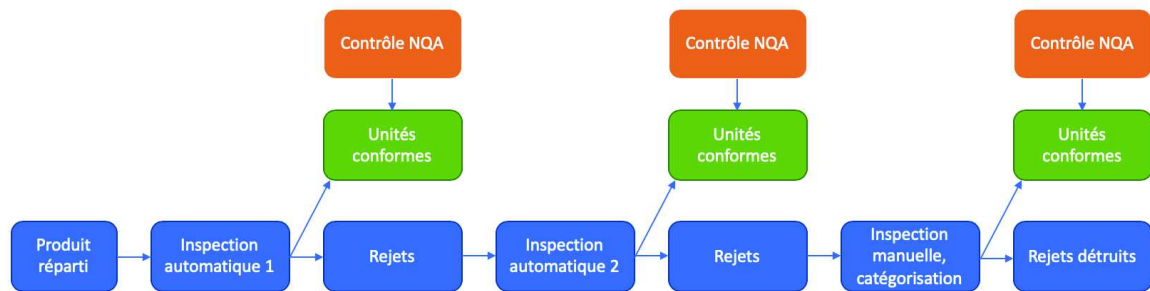 Contrôle NQA
Contrôle NQA
Contrôle NQA
Unités
conformes
Unités
conformes
Unités
conformes
Produit
réparti
Inspection
automatique 1
Rejets
Inspection
automatique 2
Rejets
Inspection
manuelle,
catégorisation
Rejets détruits